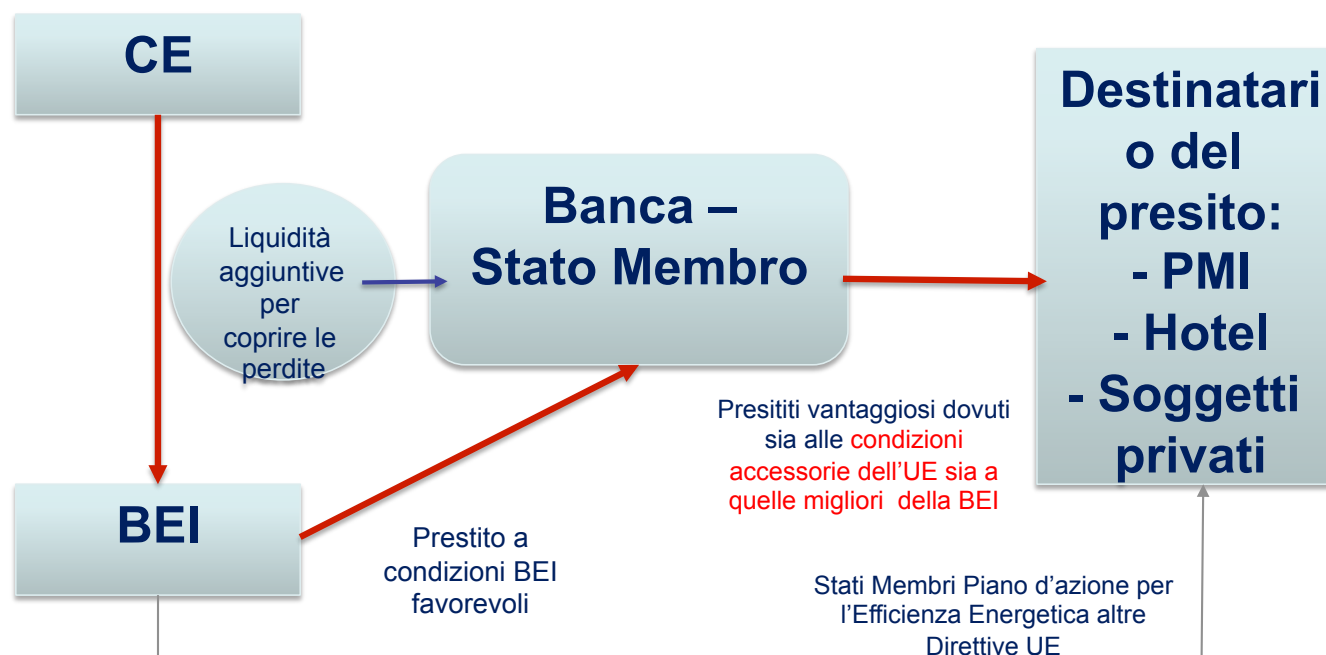 CE
Liquidità
aggiuntive
per
coprire le
perdite
Banca –
Stato Membro
Destinatari
o del
presito:
- PMI
- Hotel
- Soggetti
privati
BEI
Prestito a
condizioni BEI
favorevoli
Presititi vantaggiosi dovuti
sia alle condizioni
accessorie dell’UE sia a
quelle migliori della BEI
Stati Membri Piano d’azione per
l’Efficienza Energetica altre
Direttive UE